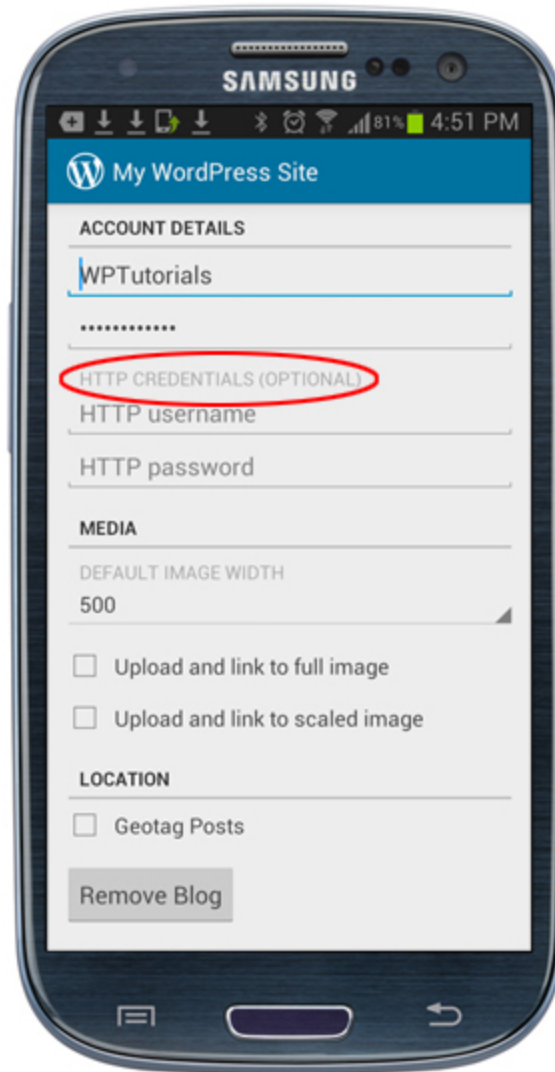 SAMSUNG
81% 4:51 PM
My WordPress Site
ACCOUNT DETAILS
WPTutorials
••••••••••••
HTTP CREDENTIALS (OPTIONAL)
HTTP username
HTTP password
MEDIA
DEFAULT IMAGE WIDTH
500
Upload and link to full image
Upload and link to scaled image
LOCATION
Geotag Posts
Remove Blog